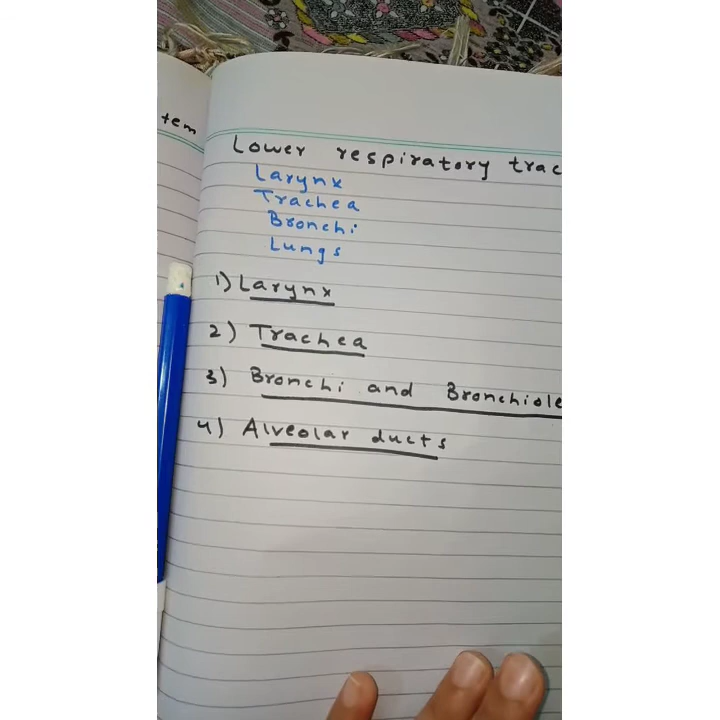 tem
Lower respiratory trac
Larynx
Trachea
Bronchi
Lungs
1) Larynx
2) Trachea
3) Bronchi and Bronchiole
4) Alveolar ducts